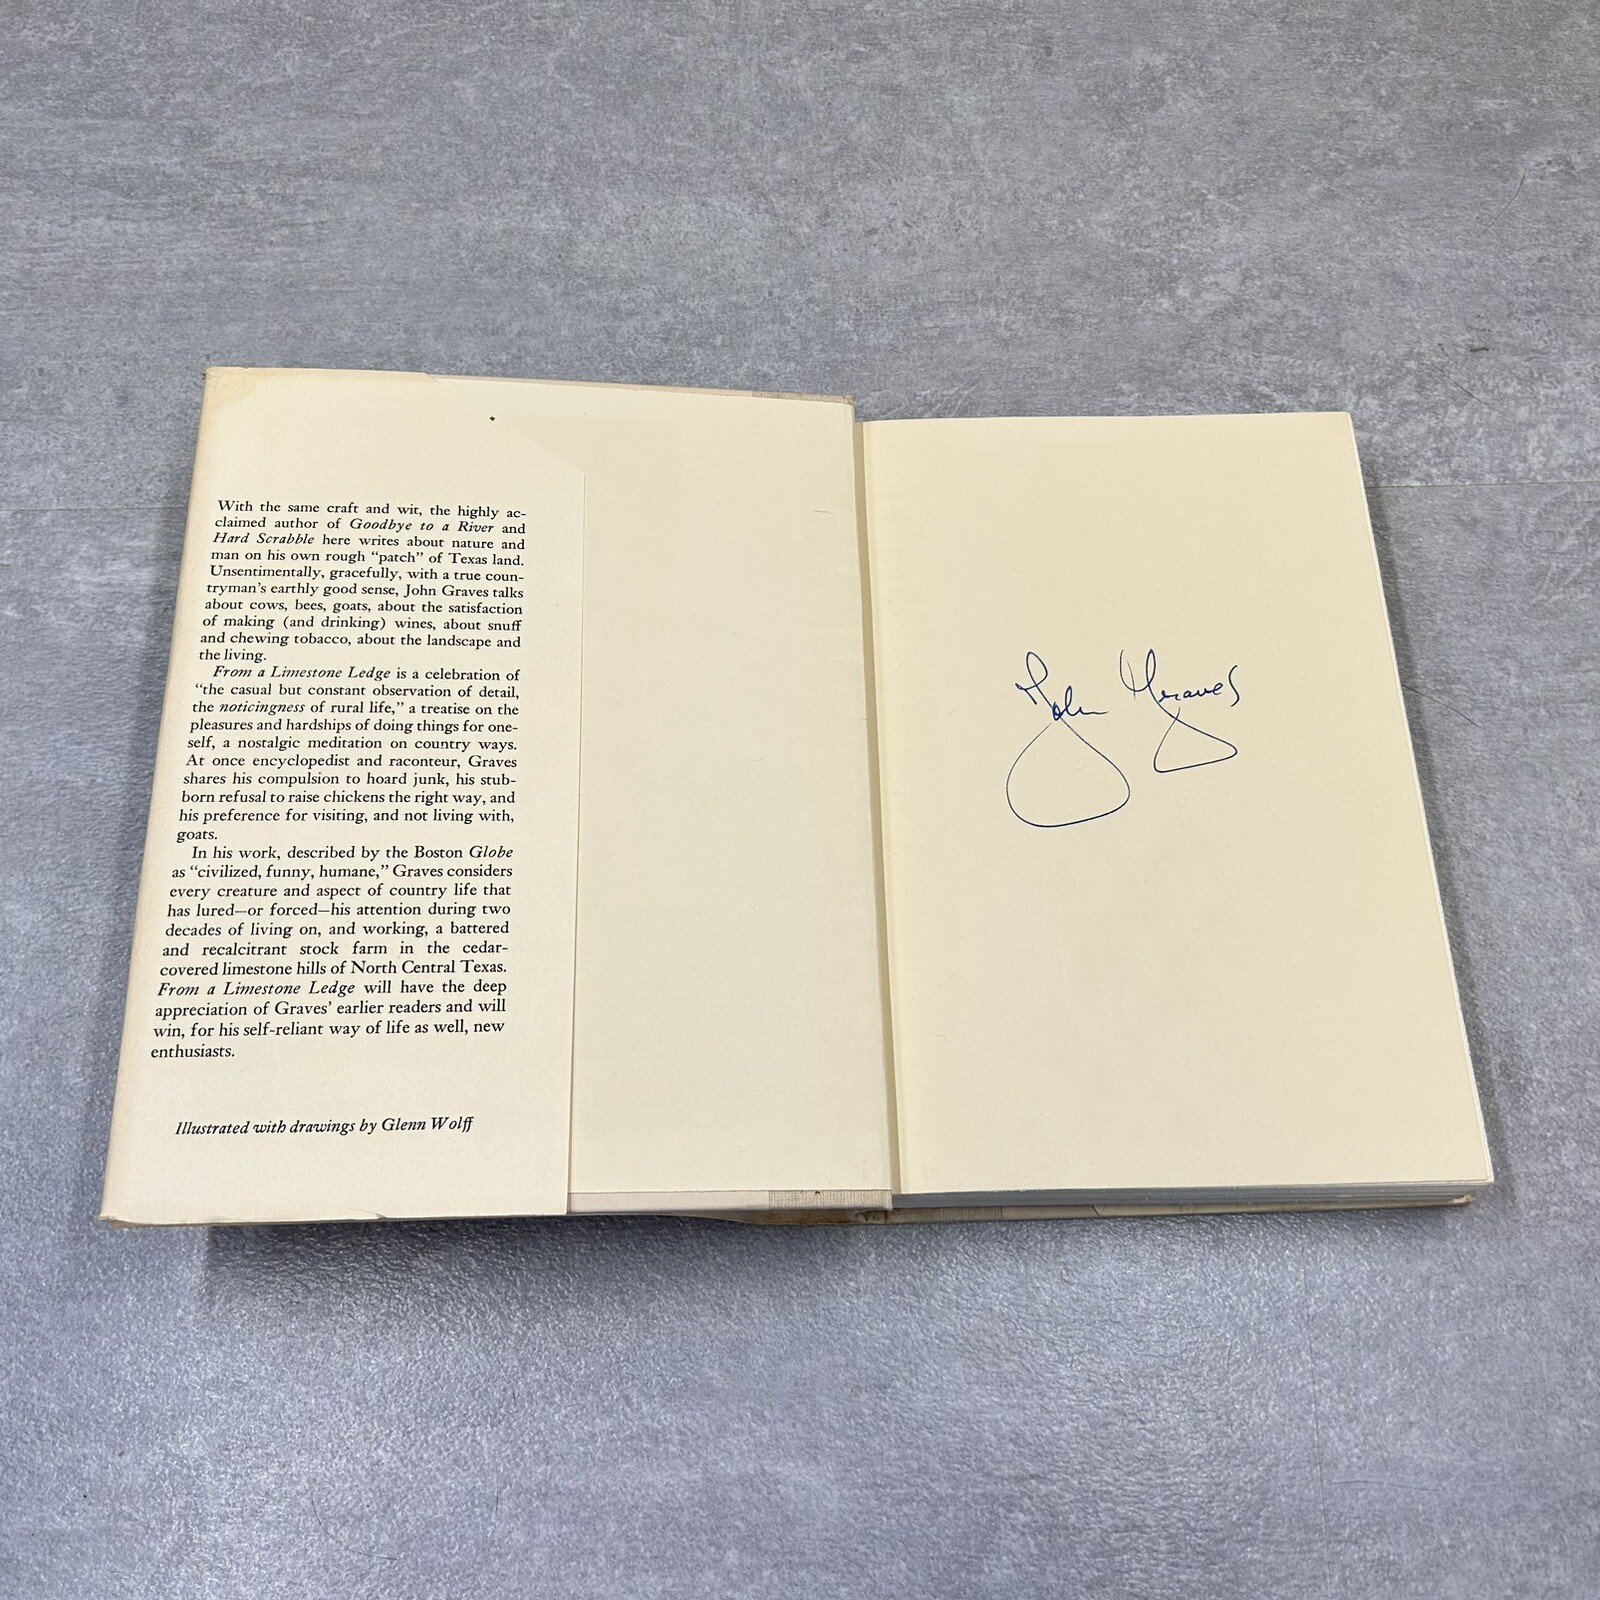 With the same craft and wit, the highly ac-
claimed author of Goodbye to a River and
Hard Scrabble here writes about nature and
man on his own rough “patch” of Texas land.
Unsentimentally, gracefully, with a true coun-
tryman's earthly good sense, John Graves talks
about cows, bees, goats, about the satisfaction
of making (and drinking) wines, about snuff
and chewing tobacco, about the landscape and
the living.
From a Limestone Ledge is a celebration of
“the casual but constant observation of detail,
the noticingness of rural life,” a treatise on the
pleasures and hardships of doing things for one-
self, a nostalgic meditation on country ways.
At once encyclopedist and raconteur, Graves
shares his compulsion to hoard junk, his stub-
born refusal to raise chickens the right way, and
his preference for visiting, and not living with,
goats.
In his work, described by the Boston Globe
as “civilized, funny, humane,” Graves considers
every creature and aspect of country life that
has lured—or forced—his attention during two
decades of living on, and working, a battered
and recalcitrant stock farm in the cedar-
covered limestone hills of North Central Texas.
From a Limestone Ledge will have the deep
appreciation of Graves' earlier readers and will
win, for his self-reliant way of life as well, new
enthusiasts.
Illustrated with drawings by Glenn Wolff
John Graves